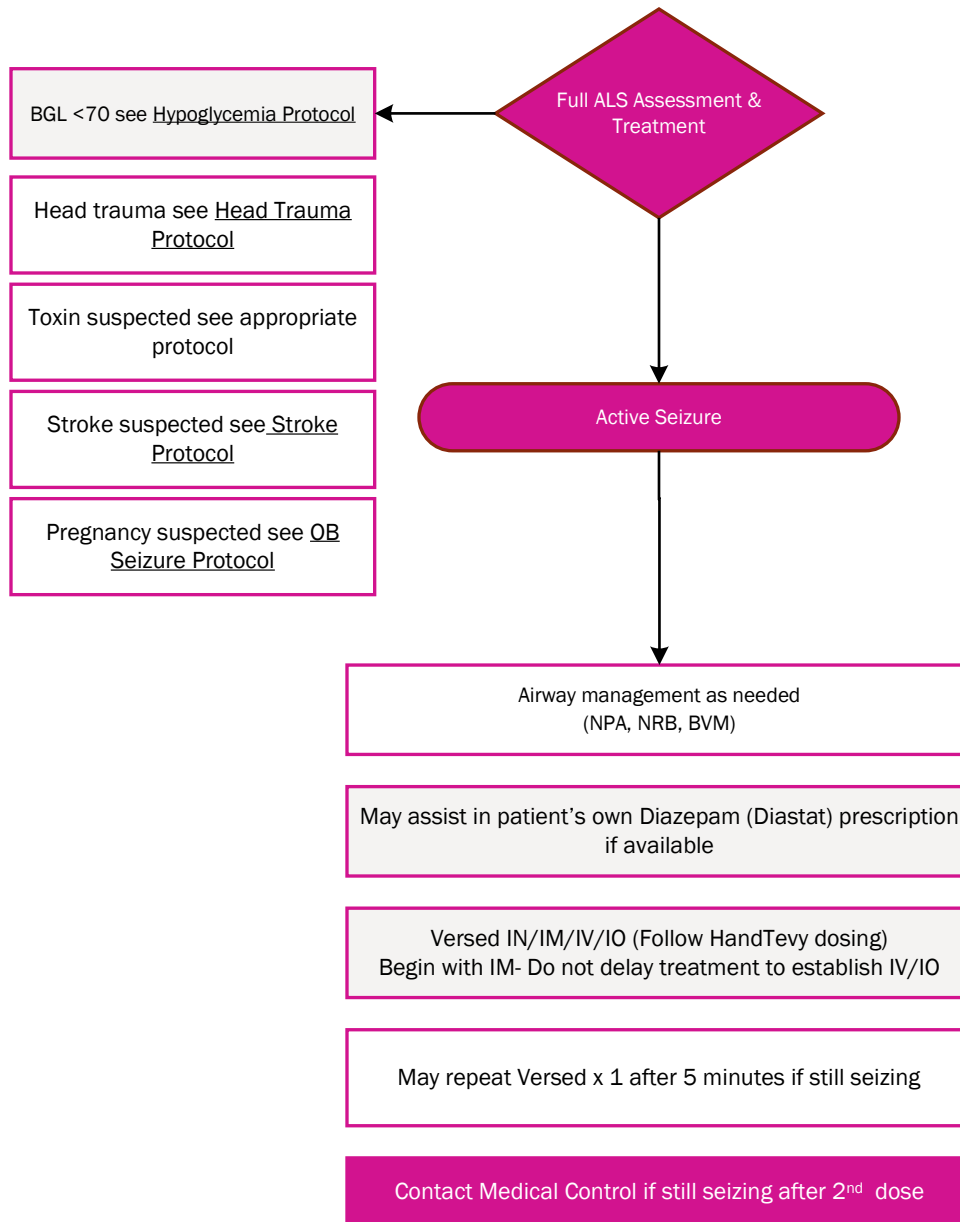 Full ALS Assessment &
Treatment
BGL <70 see Hypoglycemia Protocol
Head trauma see Head Trauma
Protocol
Toxin suspected see appropriate
protocol
Stroke suspected see Stroke
Protocol
Pregnancy suspected see OB
Seizure Protocol
Active Seizure
Airway management as needed
(NPA, NRB, BVM)
May assist in patient's own Diazepam (Diastat) prescription
if available
Versed IN/IM/IV/IO (Follow HandTevy dosing)
Begin with IM- Do not delay treatment to establish IV/IO
May repeat Versed x 1 after 5 minutes if still seizing
Contact Medical Control if still seizing after 2nd dose